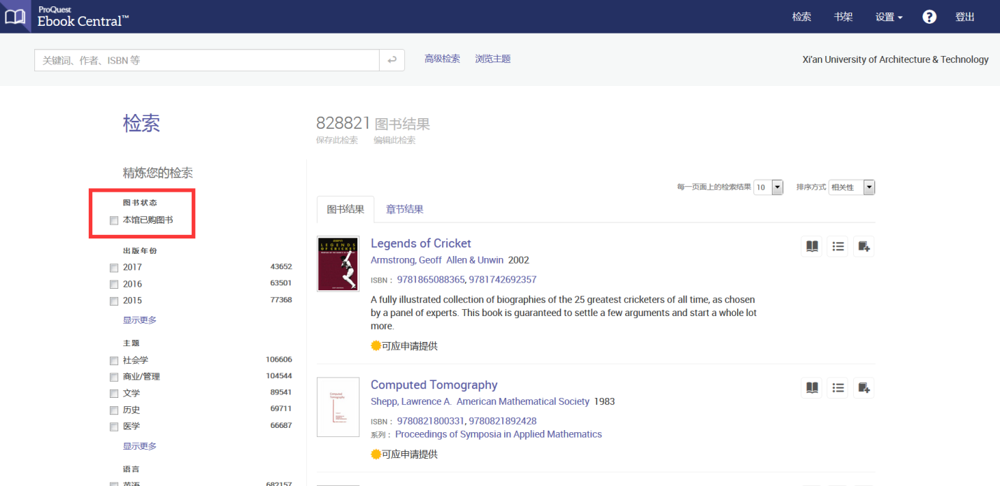 ProQuest
Ebook Central™
检索 书架 设置 ? 登出
关键词、作者、ISBN 等
高级检索 浏览主题
Xi'an University of Architecture & Technology
检索
828821 图书结果
保存此检索 编辑此检索
精炼您的检索
图书状态
本馆已购图书
出版年份
2017 43652
2016 63501
2015 77368
显示更多
主题
社会学 106606
商业/管理 104544
文学 89541
历史 69711
医学 66687
显示更多
语言
英语 682157
每一页面上的检索结果 10 排序方式 相关性
图书结果 章节结果
LEGENDS
OF CRICKET
Legends of Cricket
Armstrong, Geoff Allen & Unwin 2002
ISBN： 9781865088365, 9781742692357
A fully illustrated collection of biographies of the 25 greatest cricketers of all time, as chosen
by a panel of experts. This book is guaranteed to settle a few arguments and start a whole lot
more.
可应申请提供
Computed
Tomography
Computed Tomography
Shepp, Lawrence A. American Mathematical Society 1983
ISBN： 9780821800331, 9780821892428
系列： Proceedings of Symposia in Applied Mathematics
可应申请提供